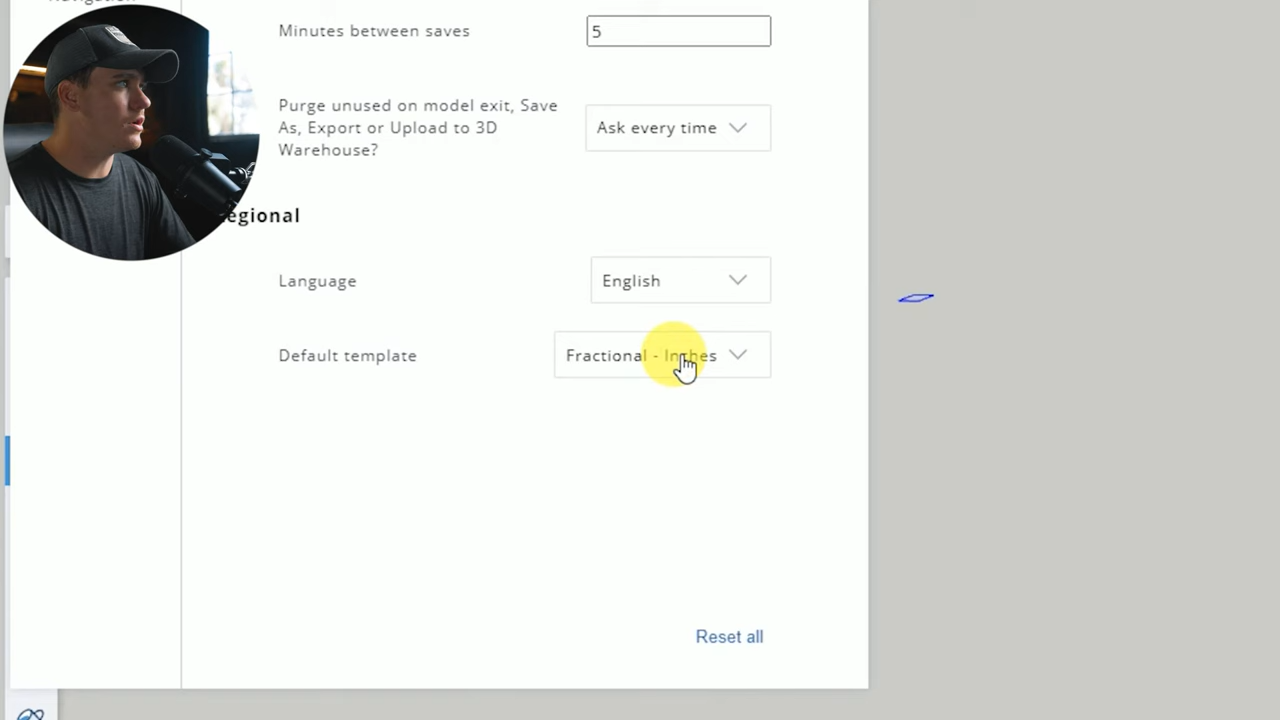 Minutes between saves
5
Purge unused on model exit, Save
As, Export or Upload to 3D
Warehouse?
Ask every time
egional
Language
English
Default template
Fractional - Inches
Reset all